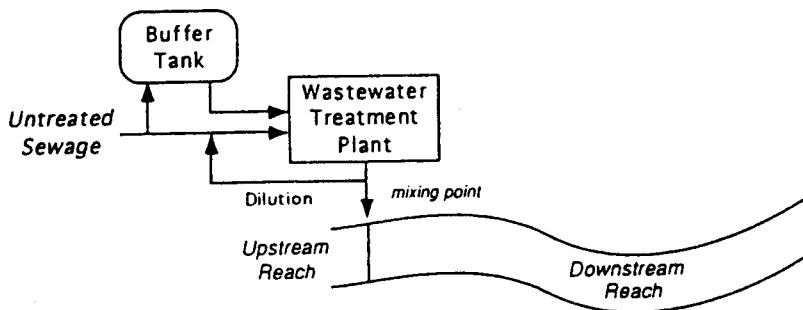 Buffer
Tank
Wastewater
Treatment
Plant
Untreated
Sewage
Dilution
mixing point
Upstream
Reach
Downstream
Reach